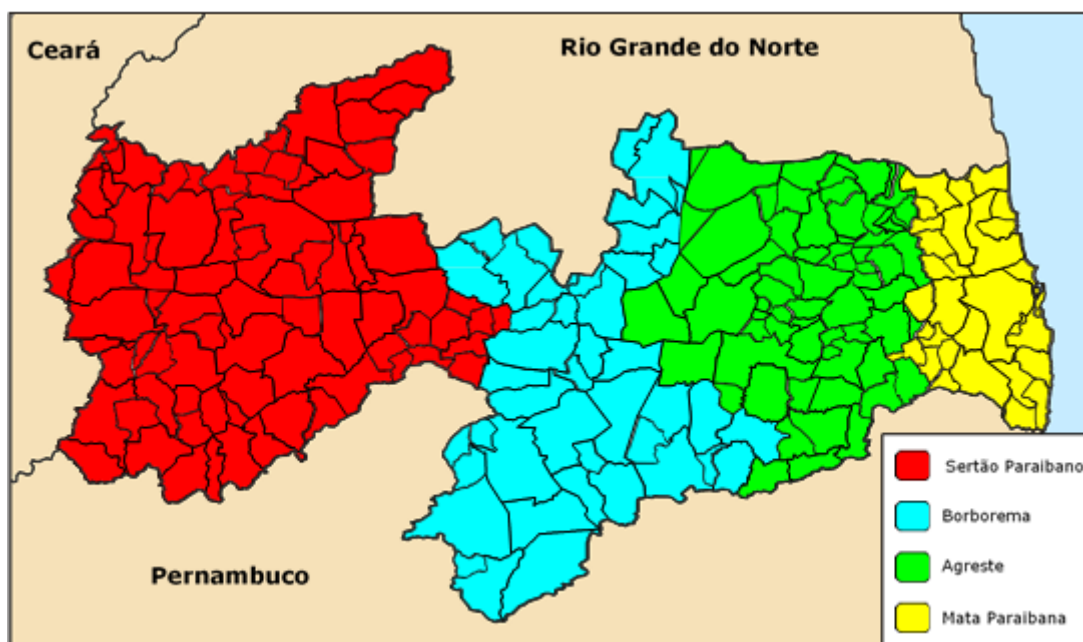 Ceará
Rio Grande do Norte
Pernambuco
Sertão Paraibano
Borborema
Agreste
Mata Paraibana